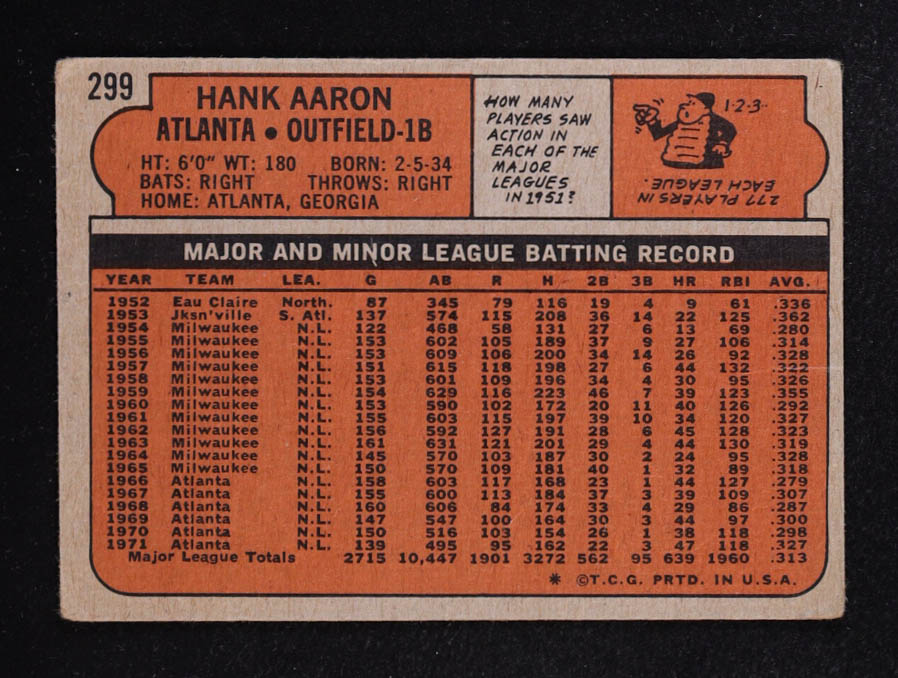 299
HANK AARON
ATLANTA • OUTFIELD-1B
HT: 6'0" WT: 180 BORN: 2-5-34
BATS: RIGHT THROWS: RIGHT
HOME: ATLANTA, GEORGIA
HOW MANY
PLAYERS SAW
ACTION IN
EACH OF THE
MAJOR
LEAGUES
IN 1951?
1-2-3-
277 PLAYERS IN
EACH LEAGUE.
MAJOR AND MINOR LEAGUE BATTING RECORD
YEAR TEAM LEA. G AB R H 2B 3B HR RBI AVG.
1952 Eau Claire North. 87 345 79 116 19 4 9 61 .336
1953 Jksn'ville S. Atl. 137 574 115 208 36 14 22 125 .362
1954 Milwaukee N.L. 122 468 58 131 27 6 13 69 .280
1955 Milwaukee N.L. 153 602 105 189 37 9 27 106 .314
1956 Milwaukee N.L. 153 609 106 200 34 14 26 92 .328
1957 Milwaukee N.L. 151 615 118 198 27 6 44 132 .322
1958 Milwaukee N.L. 153 601 109 196 34 4 30 95 .326
1959 Milwaukee N.L. 154 629 116 223 46 7 39 123 .355
1960 Milwaukee N.L. 153 590 102 172 20 11 40 126 .292
1961 Milwaukee N.L. 155 603 115 197 39 10 34 120 .327
1962 Milwaukee N.L. 156 592 127 191 28 6 45 128 .323
1963 Milwaukee N.L. 161 631 121 201 29 4 44 130 .319
1964 Milwaukee N.L. 145 570 103 187 30 2 24 95 .328
1965 Milwaukee N.L. 150 570 109 181 40 1 32 89 .318
1966 Atlanta N.L. 158 603 117 168 23 1 44 127 .279
1967 Atlanta N.L. 155 600 113 184 37 3 39 109 .307
1968 Atlanta N.L. 160 606 84 174 33 4 29 86 .287
1969 Atlanta N.L. 147 547 100 164 30 3 44 97 .300
1970 Atlanta N.L. 150 516 103 154 26 1 38 118 .298
1971 Atlanta N.L. 139 495 95 162 22 3 47 118 .327
Major League Totals 2715 10,447 1901 3272 562 95 639 1960 .313
* ©T.C.G. PRTD. IN U.S.A.